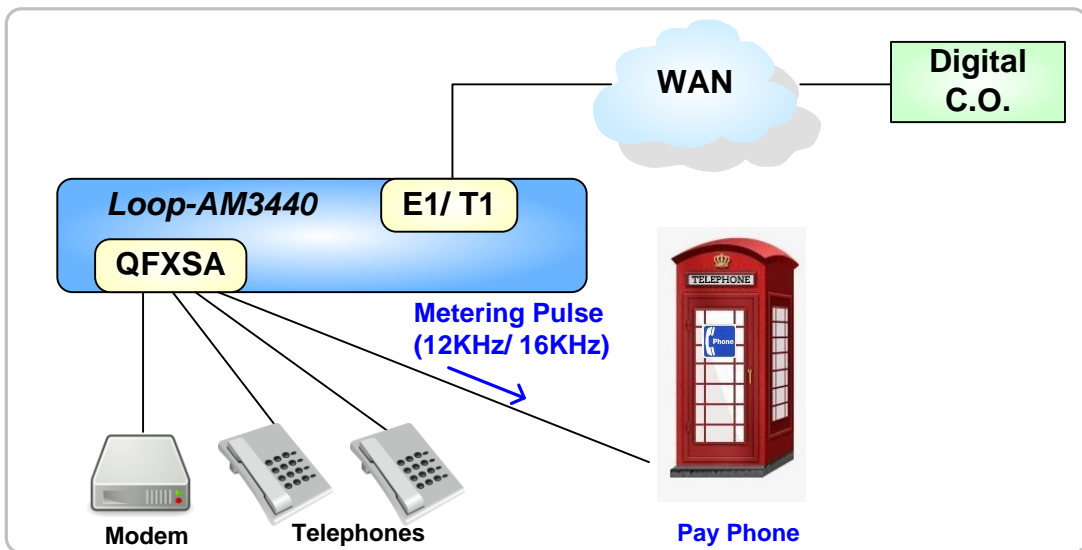 WAN
Digital
C.O.
Loop-AM3440
E1/ T1
QFXSA
TELEPHONE
Phone
Metering Pulse
(12KHz/ 16KHz)
Modem
Telephones
Pay Phone